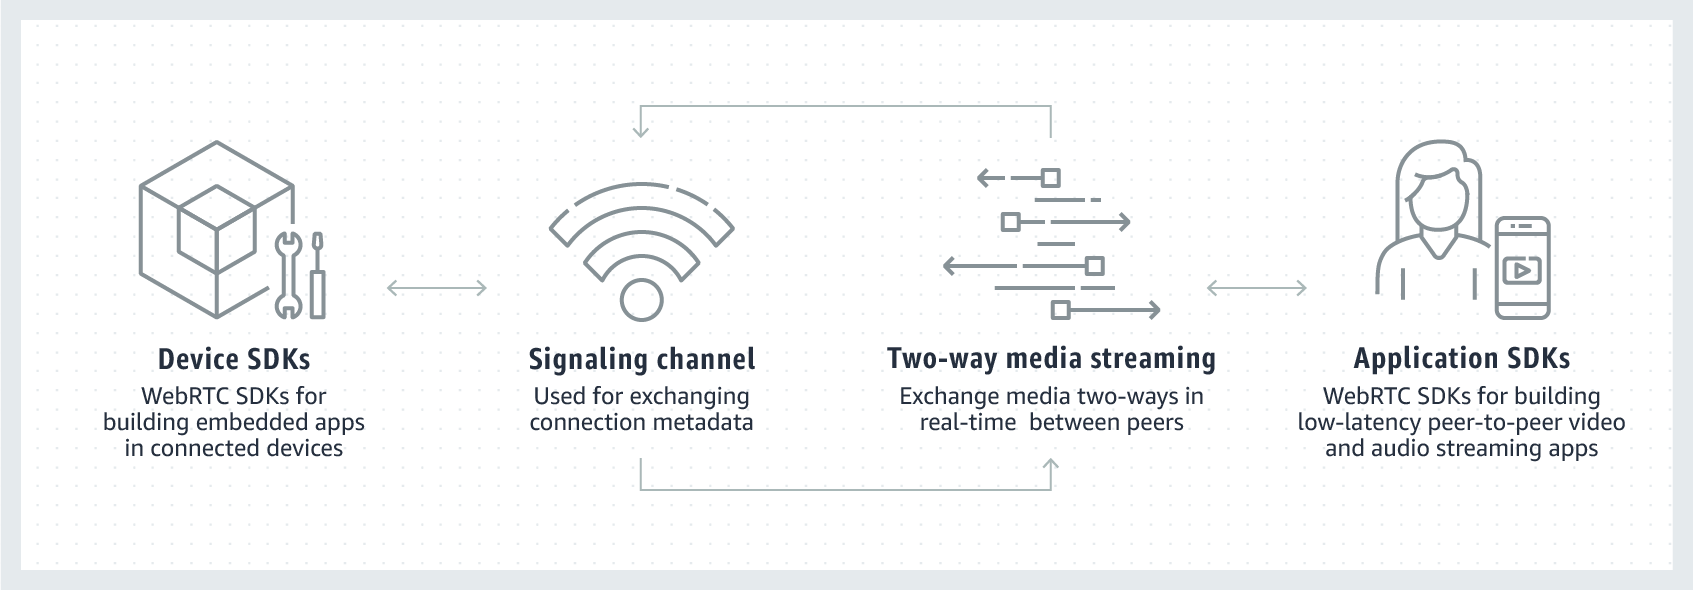 Device SDKs
WebRTC SDKs for
building embedded apps
in connected devices
Signaling channel
Used for exchanging
connection metadata
Two-way media streaming
Exchange media two-ways in
real-time  between peers
Application SDKs
WebRTC SDKs for building
low-latency peer-to-peer video
and audio streaming apps